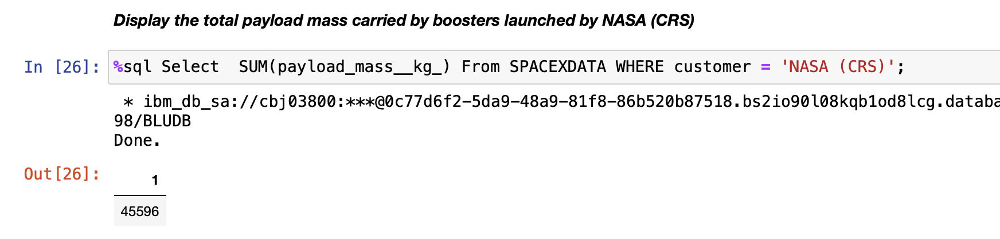 Display the total payload mass carried by boosters launched by NASA (CRS)
In [26]: %sql Select  SUM(payload_mass__kg_) From SPACEXDATA WHERE customer = 'NASA (CRS)';
* ibm_db_sa://cbj03800:***@0c77d6f2-5da9-48a9-81f8-86b520b87518.bs2io90l08kqb1od8lcg.databa
98/BLUDB
Done.
Out[26]:
1
45596